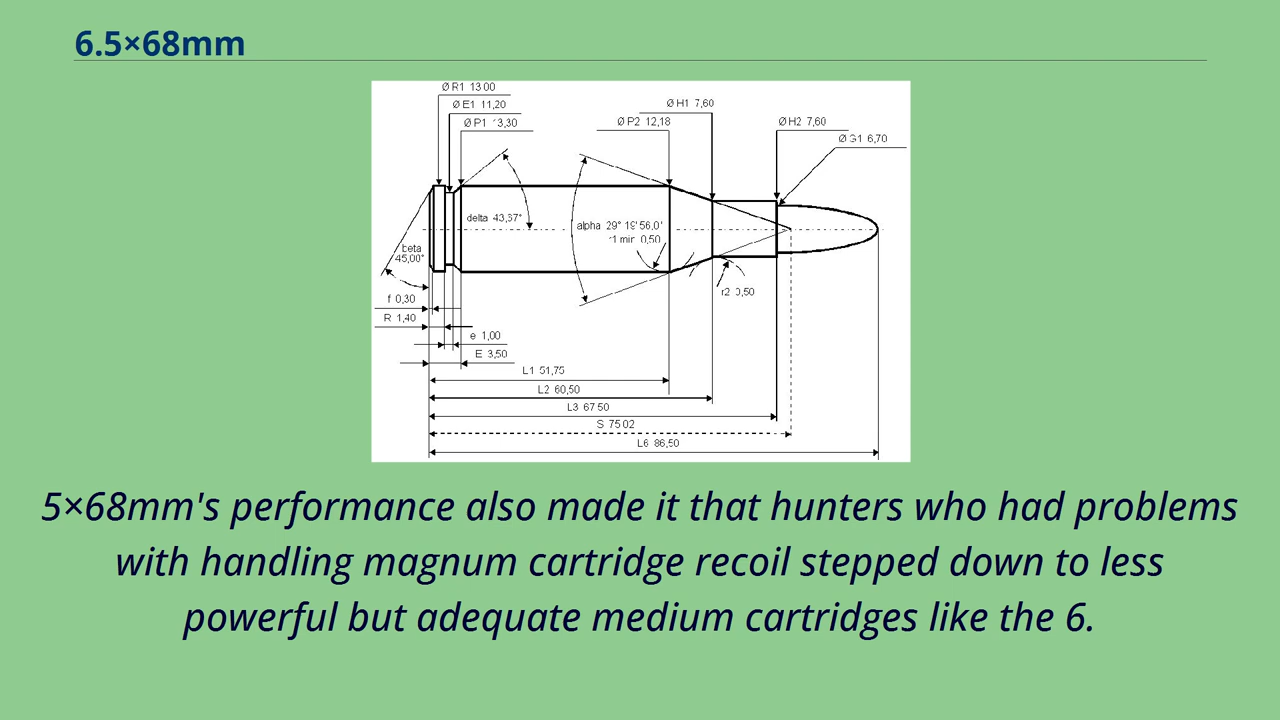 6.5×68mm
Ø R1 13 00
Ø E1 11,20
Ø P1 13,30
Ø H1 7,60
Ø P2 12,18
Ø H2 7,60
Ø G1 6,70
delta 43,37°
alpha 29° 19' 56.0'
r1 min 0,50
beta
45,00°
r2 0,50
f 0,30
R 1,40
e 1,00
E 3,50
L1 51,75
L2 60,50
L3 67 50
S 75 02
L6 86,50
5×68mm's performance also made it that hunters who had problems
with handling magnum cartridge recoil stepped down to less
powerful but adequate medium cartridges like the 6.